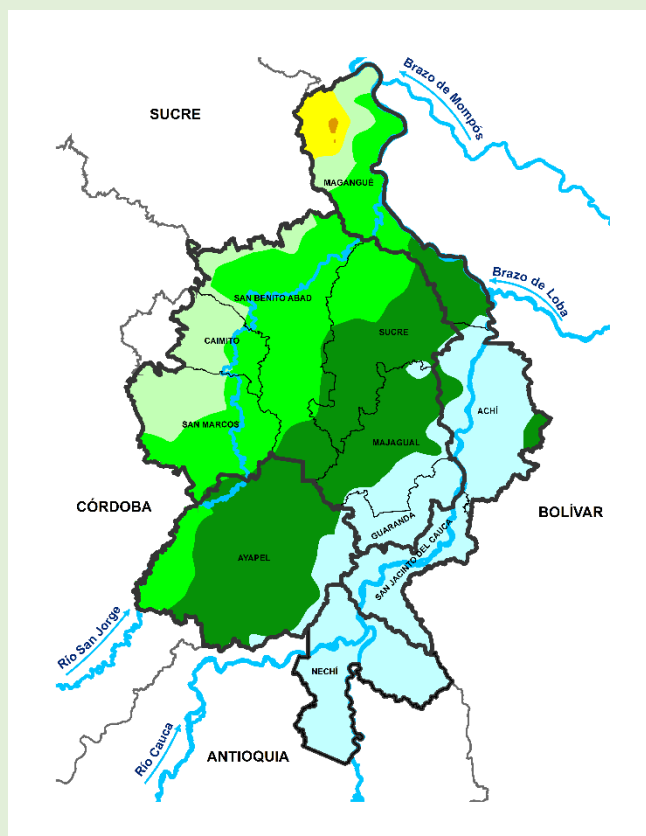 Brazo de Mompós
SUCRE
MAGANGUÉ
Brazo de Loba
SAN BENITO ABAD
SUCRE
CAIMITO
ACHÍ
SAN MARCOS
MAJAGUAL
CÓRDOBA
BOLÍVAR
GUARANDA
AYAPEL
SAN JACINTO DEL CAUCA
Río San Jorge
NECHÍ
Río Cauca
ANTIOQUIA